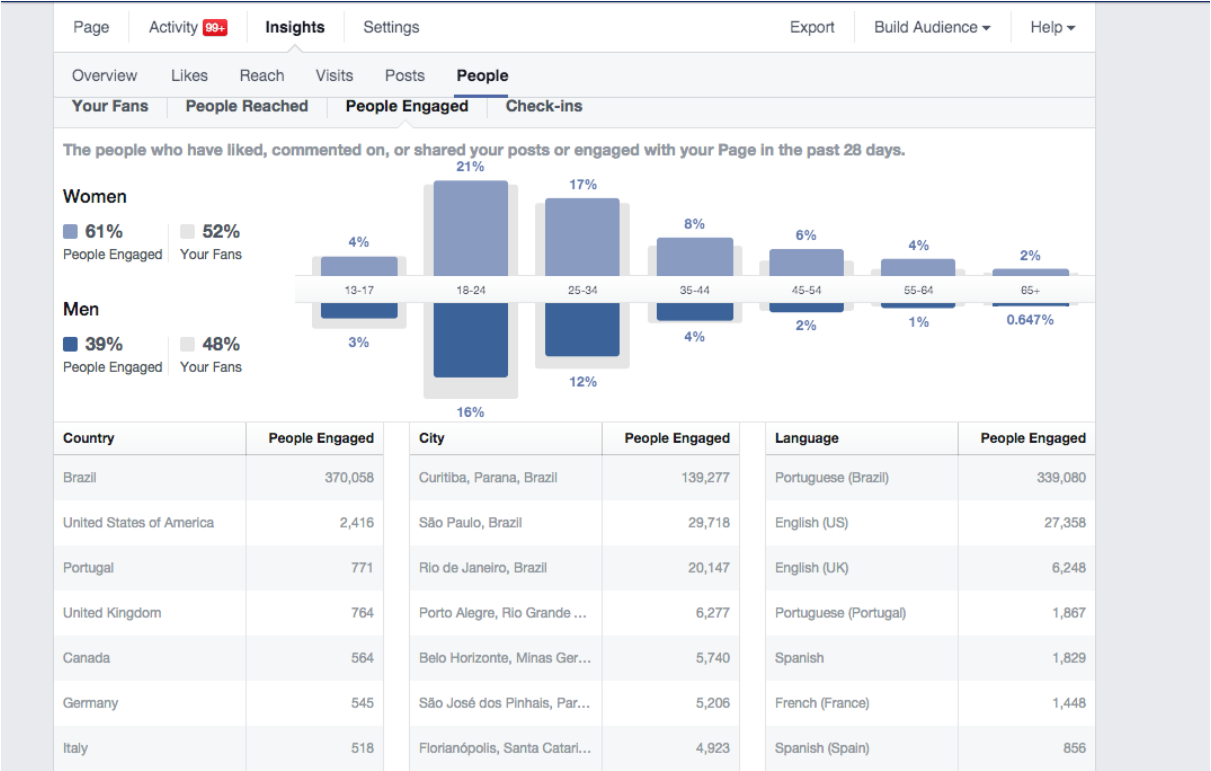 Page Activity 99+ Insights Settings Export Build Audience Help
Overview Likes Reach Visits Posts People
Your Fans People Reached People Engaged Check-ins
The people who have liked, commented on, or shared your posts or engaged with your Page in the past 28 days.
Women
61% 52%
People Engaged Your Fans
4% 21% 17% 8% 6% 4% 2%
13-17 18-24 25-34 35-44 45-54 55-64 65+
Men
39% 48%
People Engaged Your Fans
3% 16% 12% 4% 2% 1% 0.647%
Country People Engaged City People Engaged Language People Engaged
Brazil 370,058 Curitiba, Parana, Brazil 139,277 Portuguese (Brazil) 339,080
United States of America 2,416 São Paulo, Brazil 29,718 English (US) 27,358
Portugal 771 Rio de Janeiro, Brazil 20,147 English (UK) 6,248
United Kingdom 764 Porto Alegre, Rio Grande ... 6,277 Portuguese (Portugal) 1,867
Canada 564 Belo Horizonte, Minas Ger... 5,740 Spanish 1,829
Germany 545 São José dos Pinhais, Par... 5,206 French (France) 1,448
Italy 518 Florianópolis, Santa Catari... 4,923 Spanish (Spain) 856